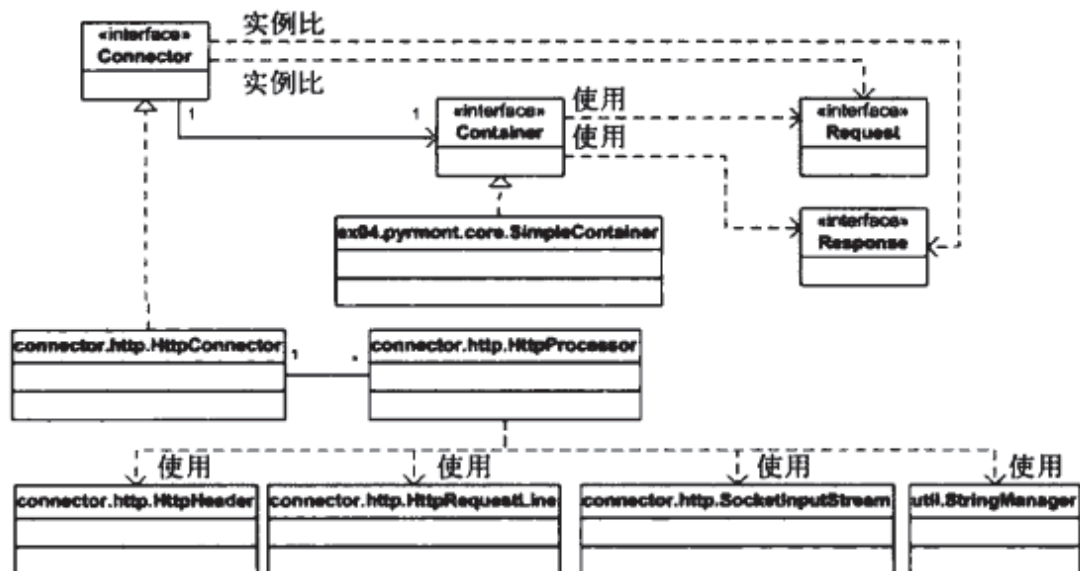 «interface»
Connector
实例比
实例比
1
1
«interface»
Container
使用
使用
«interface»
Request
«interface»
Response
ex04.pyrmont.core.SimpleContainer
connector.http.HttpConnector
1
*
connector.http.HttpProcessor
使用
使用
使用
使用
connector.http.HttpHeader
connector.http.HttpRequestLine
connector.http.SocketInputStream
util.StringManager